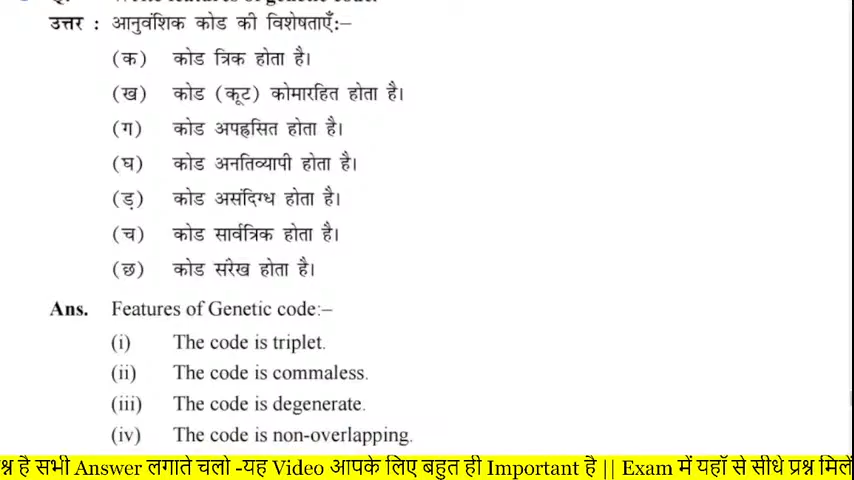 उत्तर : आनुवंशिक कोड की विशेषताएँ:–
(क) कोड त्रिक होता है।
(ख) कोड (कूट) कोमारहित होता है।
(ग) कोड अपह्रसित होता है।
(घ) कोड अनतिव्यापी होता है।
(ड़) कोड असंदिग्ध होता है।
(च) कोड सार्वत्रिक होता है।
(छ) कोड सरेख होता है।
Ans. Features of Genetic code:–
(i) The code is triplet.
(ii) The code is commaless.
(iii) The code is degenerate.
(iv) The code is non-overlapping.
है सभी Answer लगाते चलो -यह Video आपके लिए बहुत ही Important है || Exam में यहाँ से सीधे प्रश्न